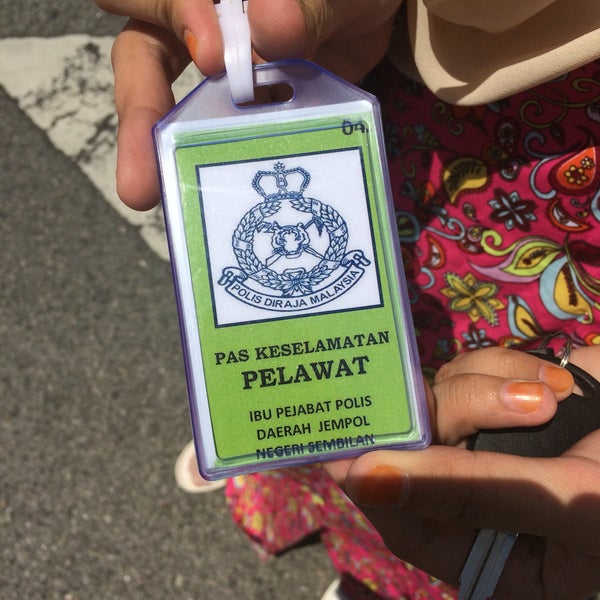 04.
POLIS DIRAJA MALAYSIA
PAS KESELAMATAN
PELAWAT
IBU PEJABAT POLIS
DAERAH JEMPOL
NEGERI SEMBILAN